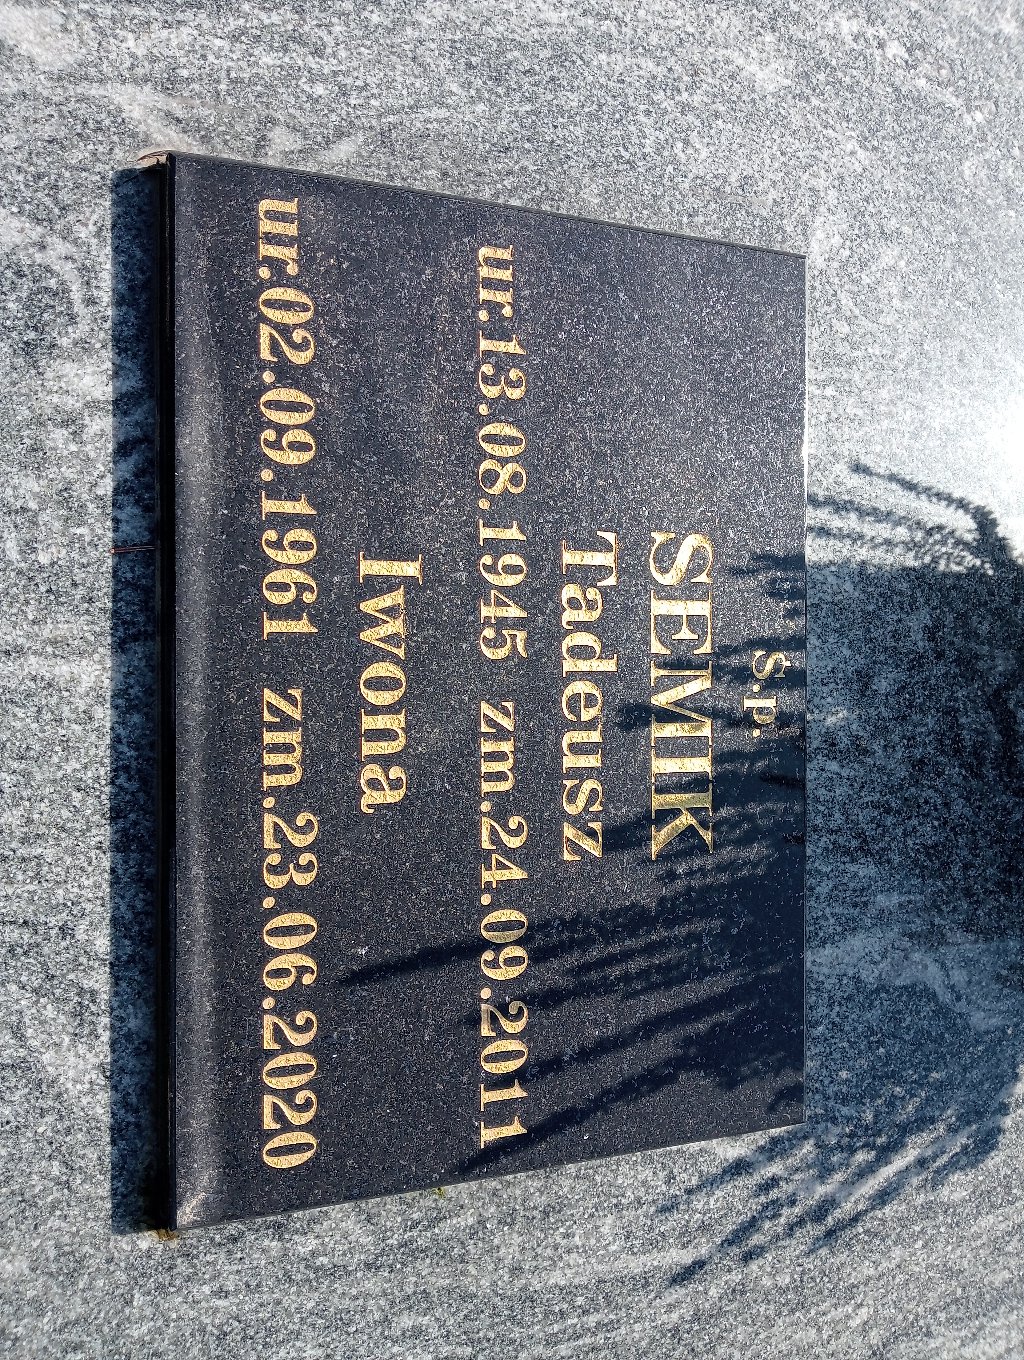 Ś.p.
SEMIK
Tadeusz
ur.13.08.1945 zm.24.09.2011
Iwona
ur.02.09.1961 zm.23.06.2020